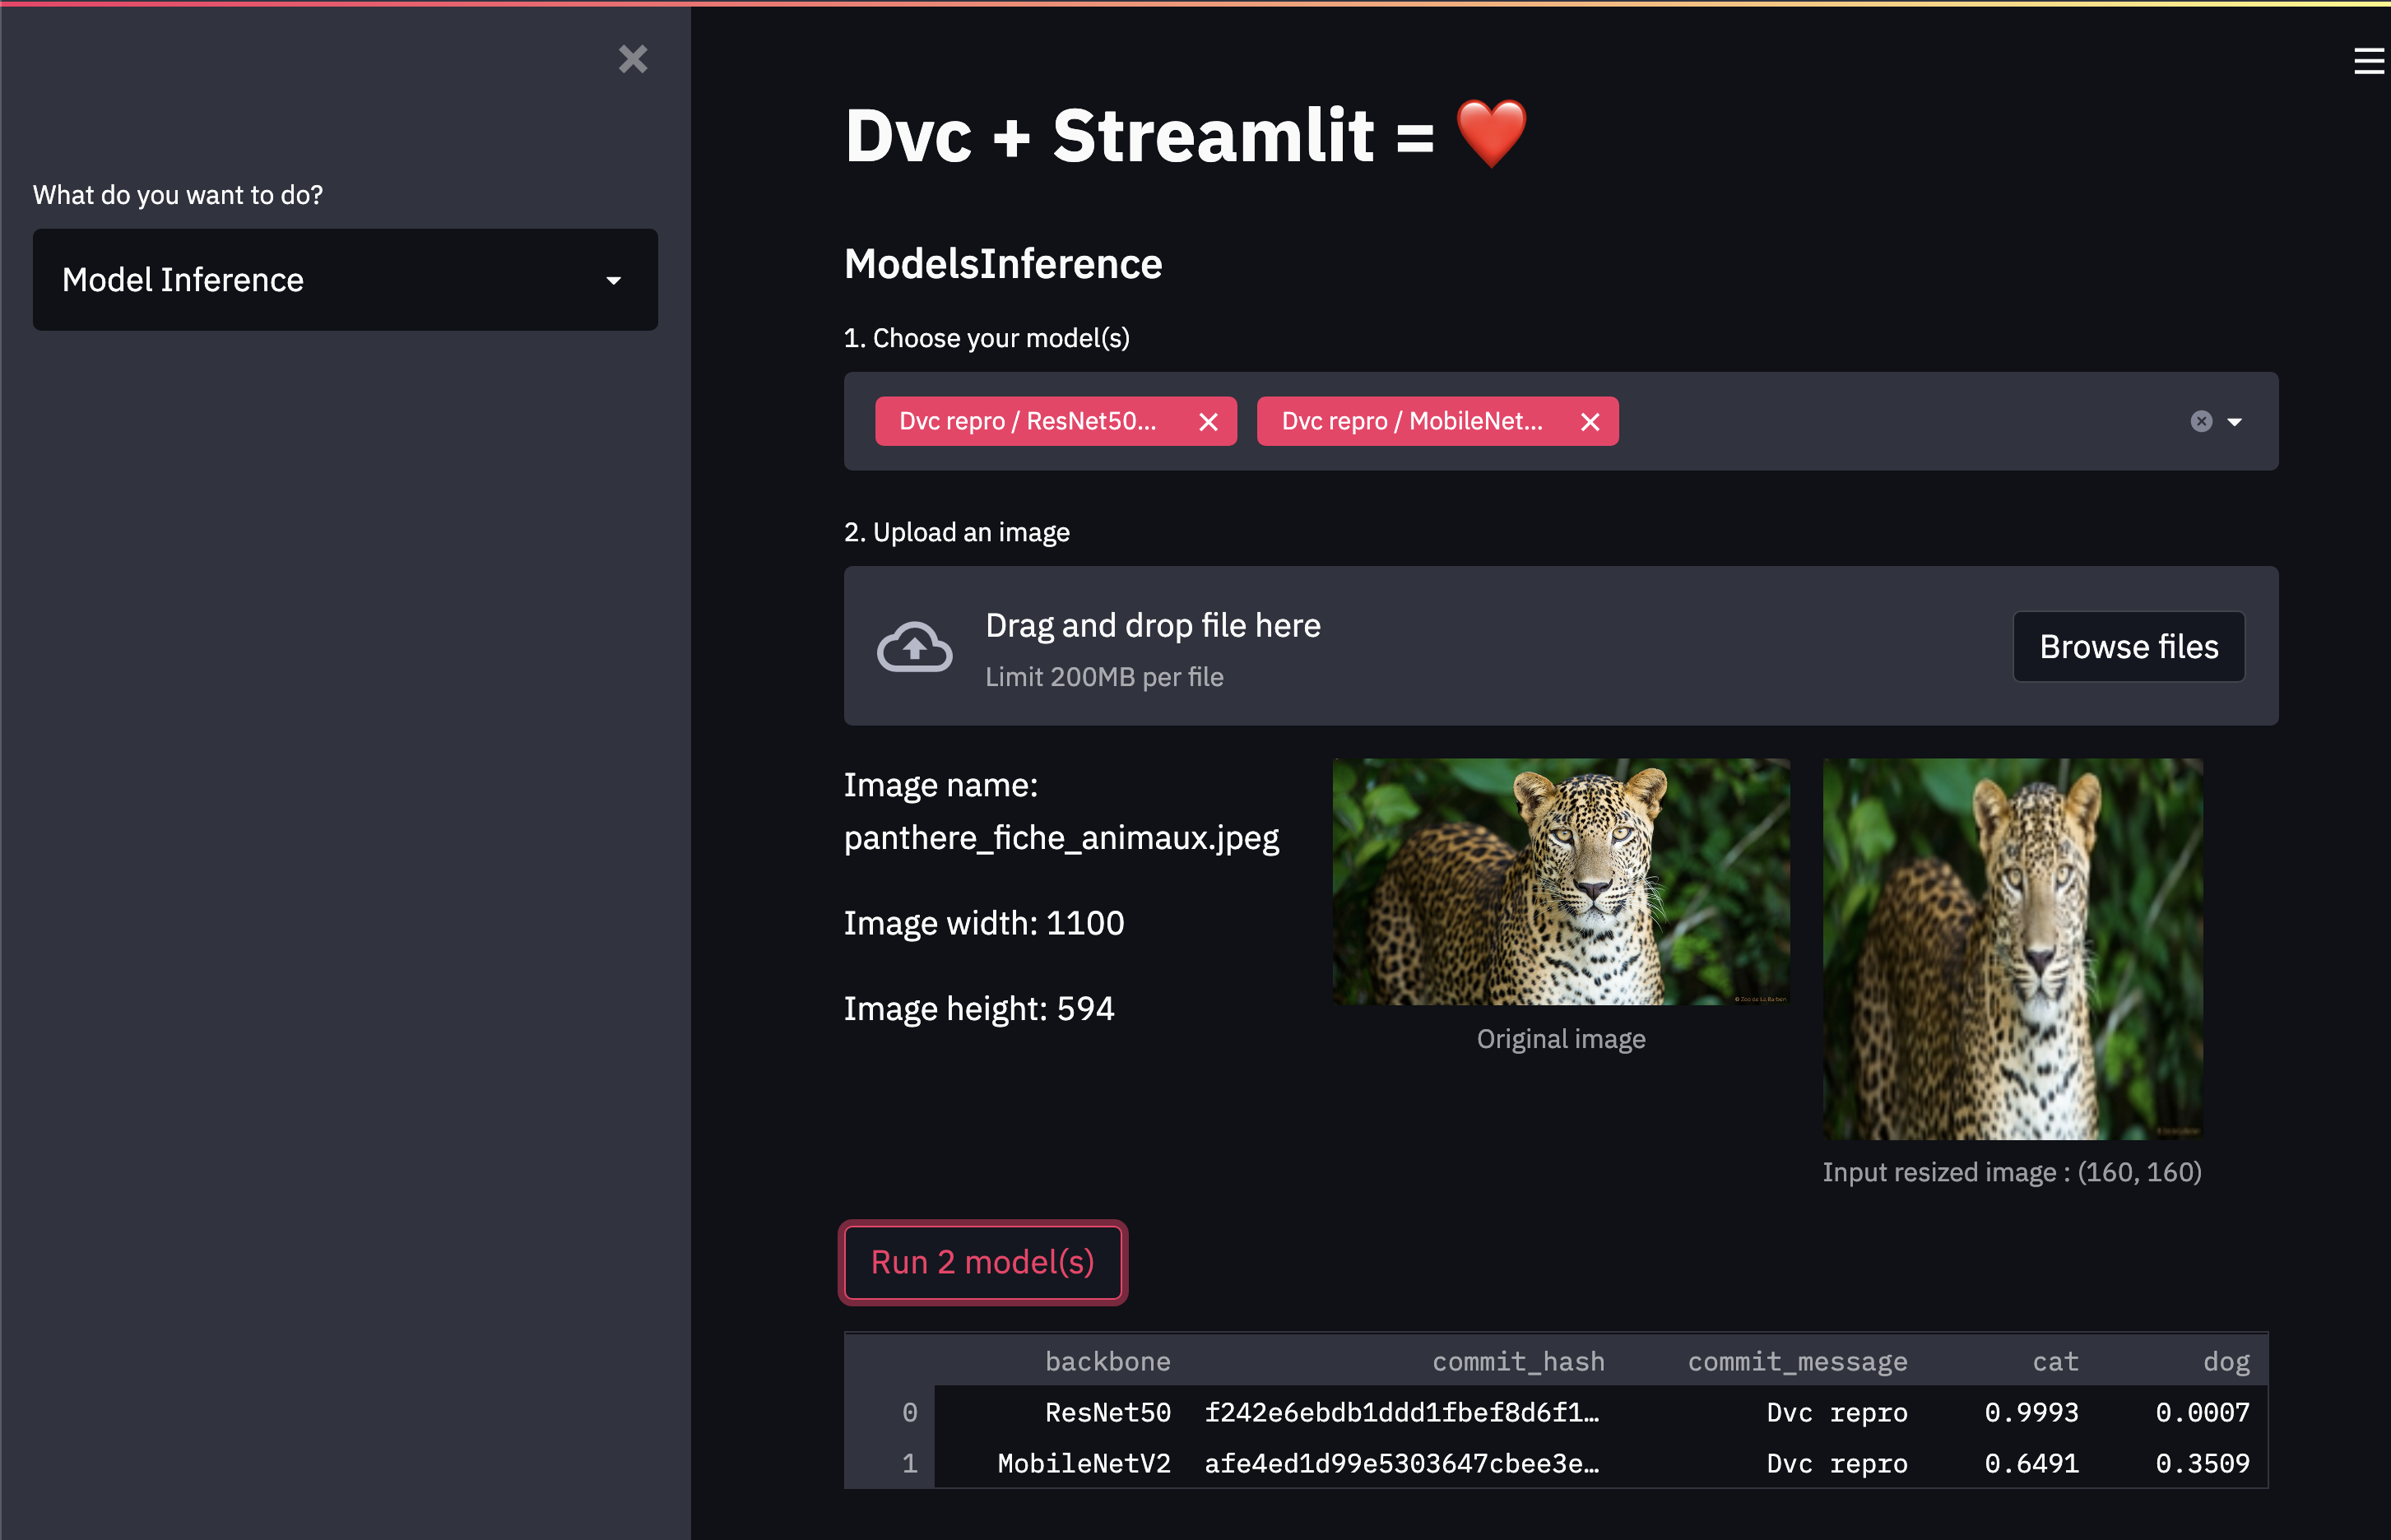 What do you want to do?
Model Inference
Dvc + Streamlit = ❤️
ModelsInference
1. Choose your model(s)
Dvc repro / ResNet50...
Dvc repro / MobileNet...
2. Upload an image
Drag and drop file here
Limit 200MB per file
Browse files
Image name:
panthere_fiche_animaux.jpeg
Image width: 1100
Image height: 594
Original image
Input resized image : (160, 160)
Run 2 model(s)
backbone commit_hash commit_message cat dog
0 ResNet50 f242e6ebdb1ddd1fbef8d6f1… Dvc repro 0.9993 0.0007
1 MobileNetV2 afe4ed1d99e5303647cbee3e… Dvc repro 0.6491 0.3509